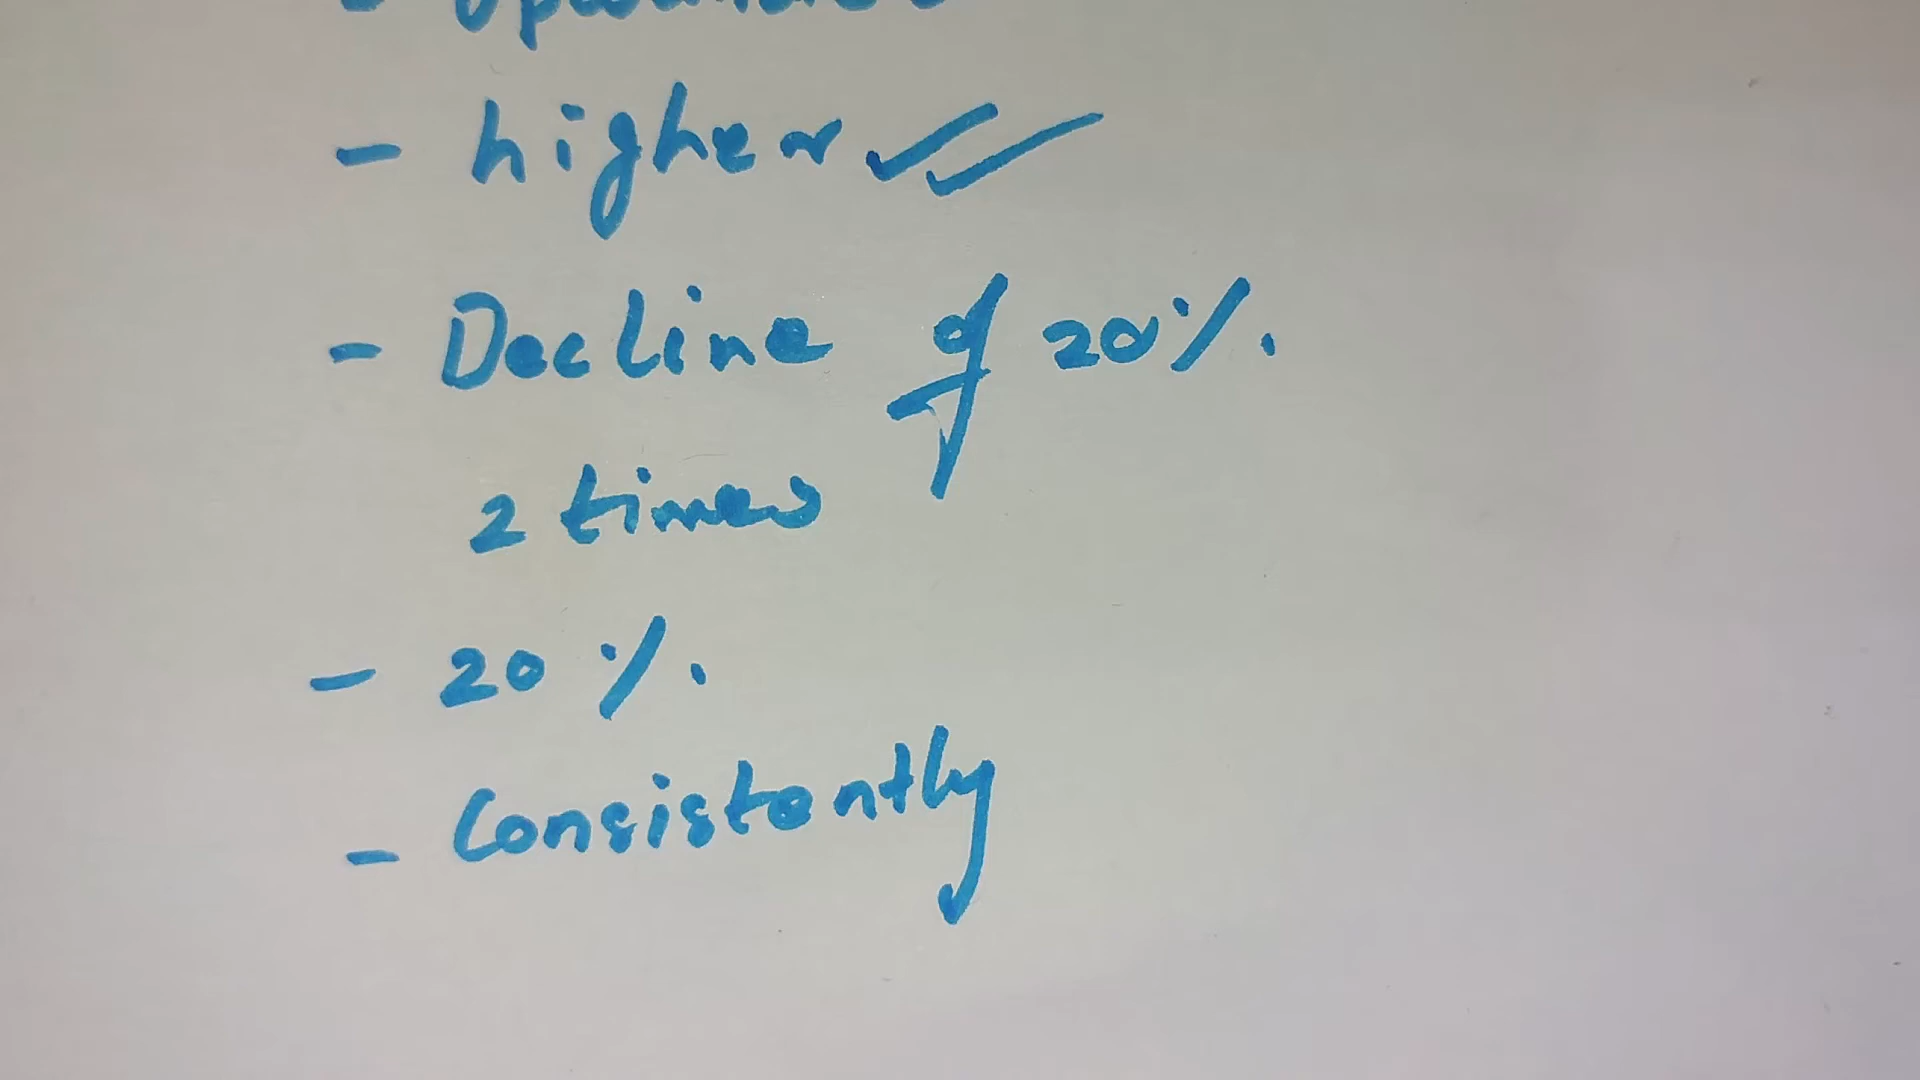 - higher ✓✓
- Decline of 20%.
2 times
- 20%.
- Consistently